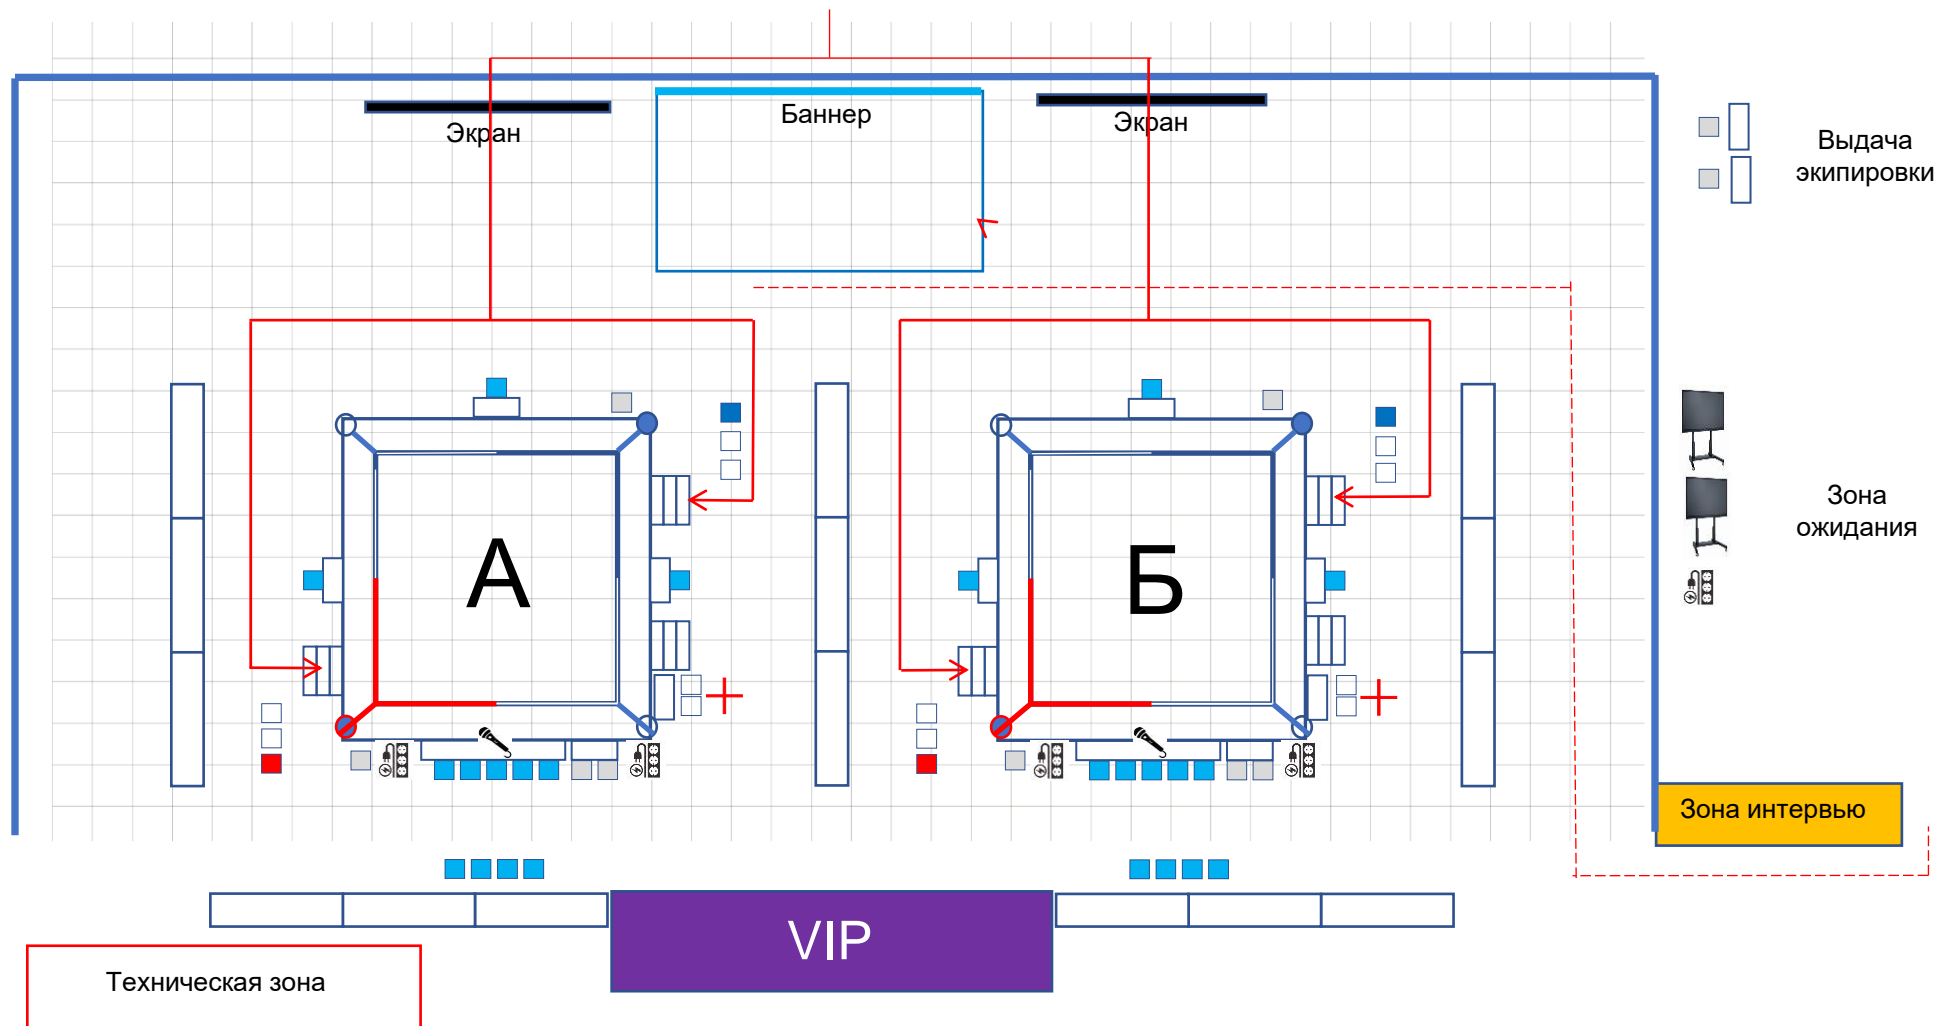 Экран
Баннер
Экран
Выдача
экипировки
А
Б
Зона
ожидания
Зона интервью
VIP
Техническая зона